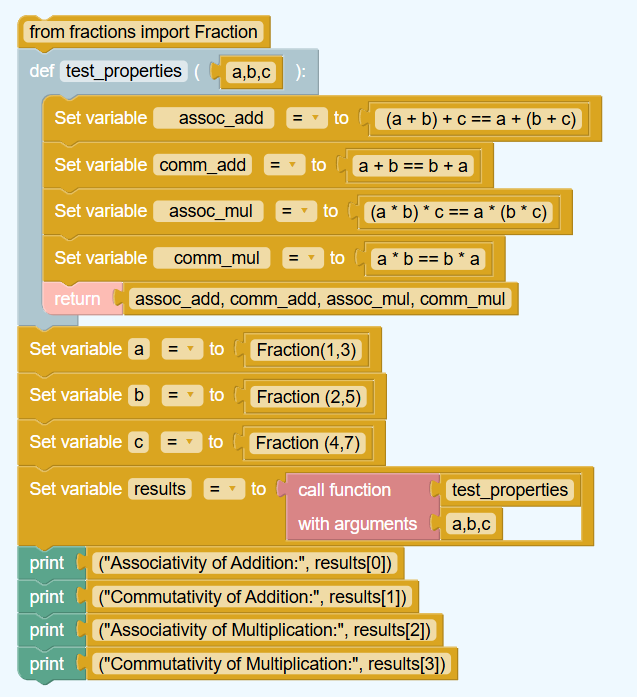 from fractions import Fraction
def test_properties ( a,b,c ):
Set variable assoc_add = to (a + b) + c == a + (b + c)
Set variable comm_add = to a + b == b + a
Set variable assoc_mul = to (a * b) * c == a * (b * c)
Set variable comm_mul = to a * b == b * a
return assoc_add, comm_add, assoc_mul, comm_mul
Set variable a = to Fraction(1,3)
Set variable b = to Fraction (2,5)
Set variable c = to Fraction (4,7)
Set variable results = to call function test_properties
with arguments a,b,c
print ("Associativity of Addition:", results[0])
print ("Commutativity of Addition:", results[1])
print ("Associativity of Multiplication:", results[2])
print ("Commutativity of Multiplication:", results[3])